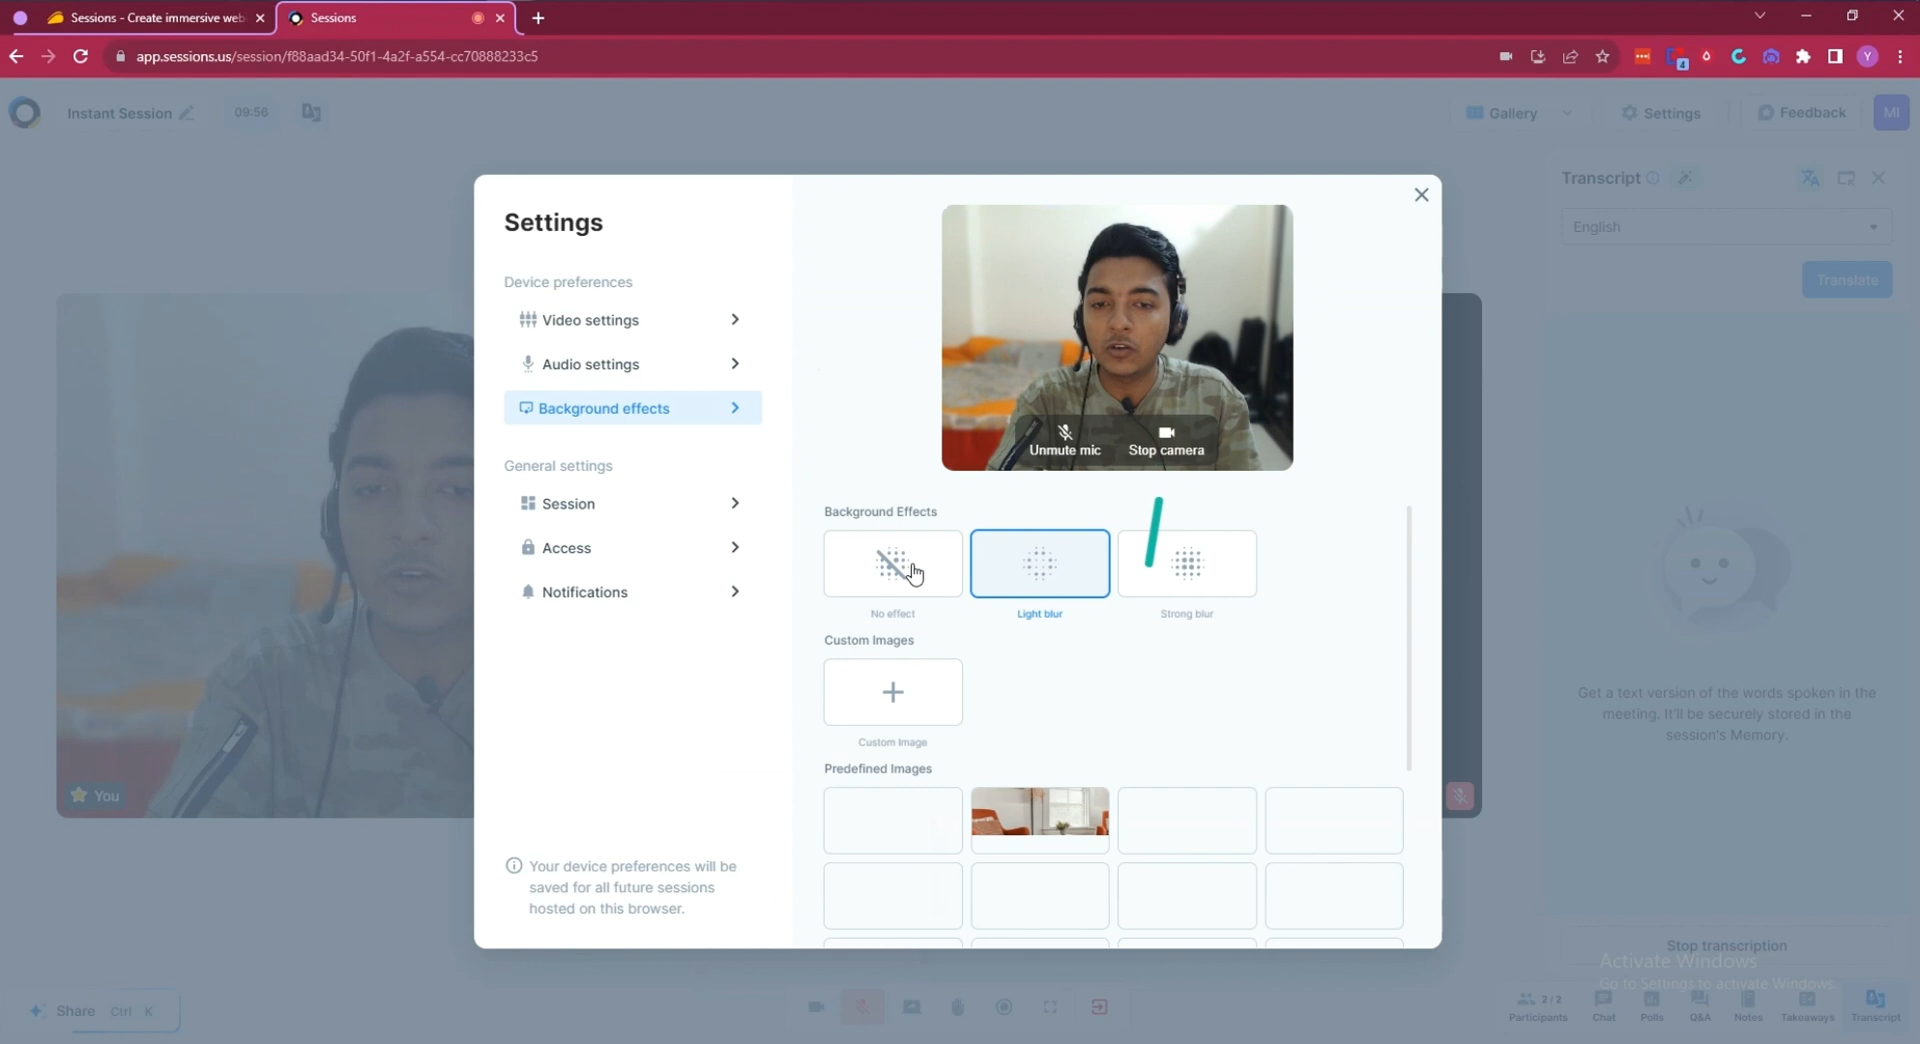 Sessions - Create immersive web
Sessions
app.sessions.us/session/f88aad34-50f1-4a2f-a554-cc70888233c5
4
Y
Instant Session
09:56
Gallery
Settings
Feedback
MI
Transcript
English
Translate
Settings
Device preferences
Video settings
Audio settings
Background effects
General settings
Session
Access
Notifications
Your device preferences will be
saved for all future sessions
hosted on this browser.
Unmute mic
Stop camera
Background Effects
No effect
Light blur
Strong blur
Custom Images
Custom Image
Predefined Images
You
Get a text version of the words spoken in the
meeting. It'll be securely stored in the
session's Memory.
Stop transcription
Activate Windows
Go to Settings to activate Windows.
Share Ctrl K
2/2
Participants
Chat
Polls
Q&A
Notes
Takeaways
Transcript